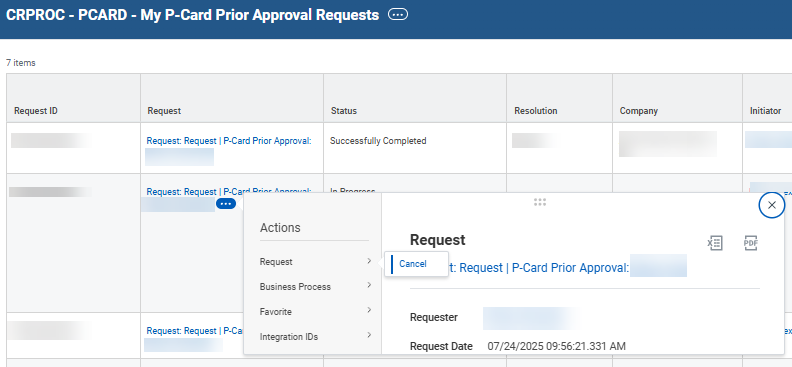 CRPROC - PCARD - My P-Card Prior Approval Requests
7 items
Request ID Request Status Resolution Company Initiator
Request: Request | P-Card Prior Approval: Successfully Completed
Request: Request | P-Card Prior Approval: In Progress
Actions
Request
Cancel
Business Process
Favorite
Integration IDs
Request
Request | P-Card Prior Approval:
Requester
Request Date 07/24/2025 09:56:21.331 AM
Request: Request | P-Ca